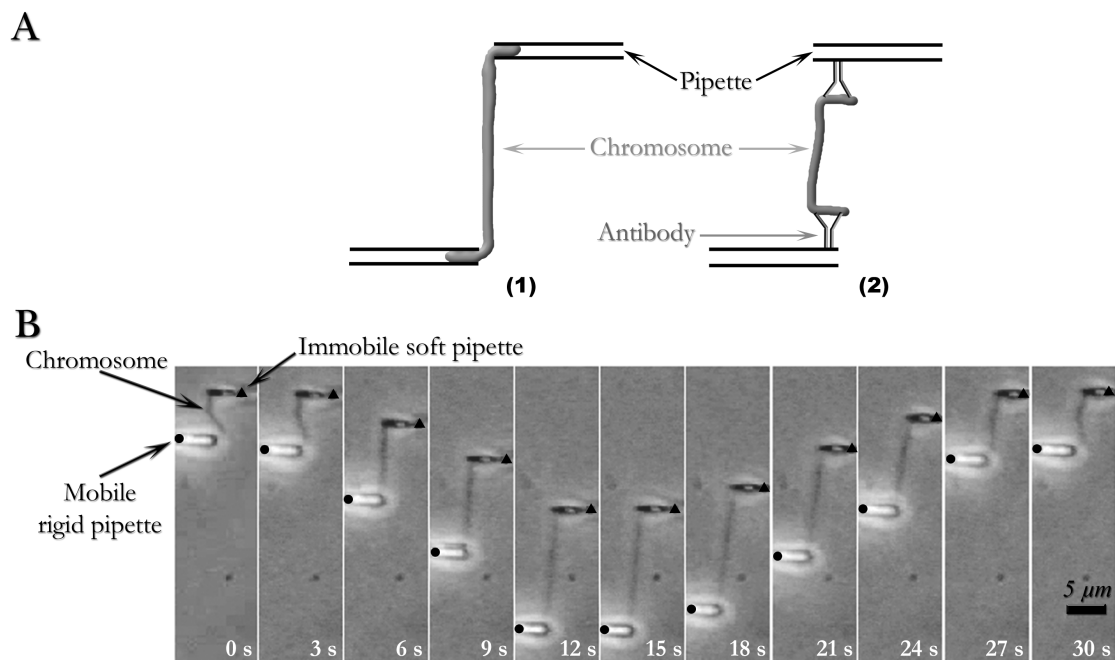 A
Pipette
Chromosome
Antibody
(1)
(2)
B
Chromosome
Immobile soft pipette
Mobile
rigid pipette
5 µm
0 s
3 s
6 s
9 s
12 s
15 s
18 s
21 s
24 s
27 s
30 s